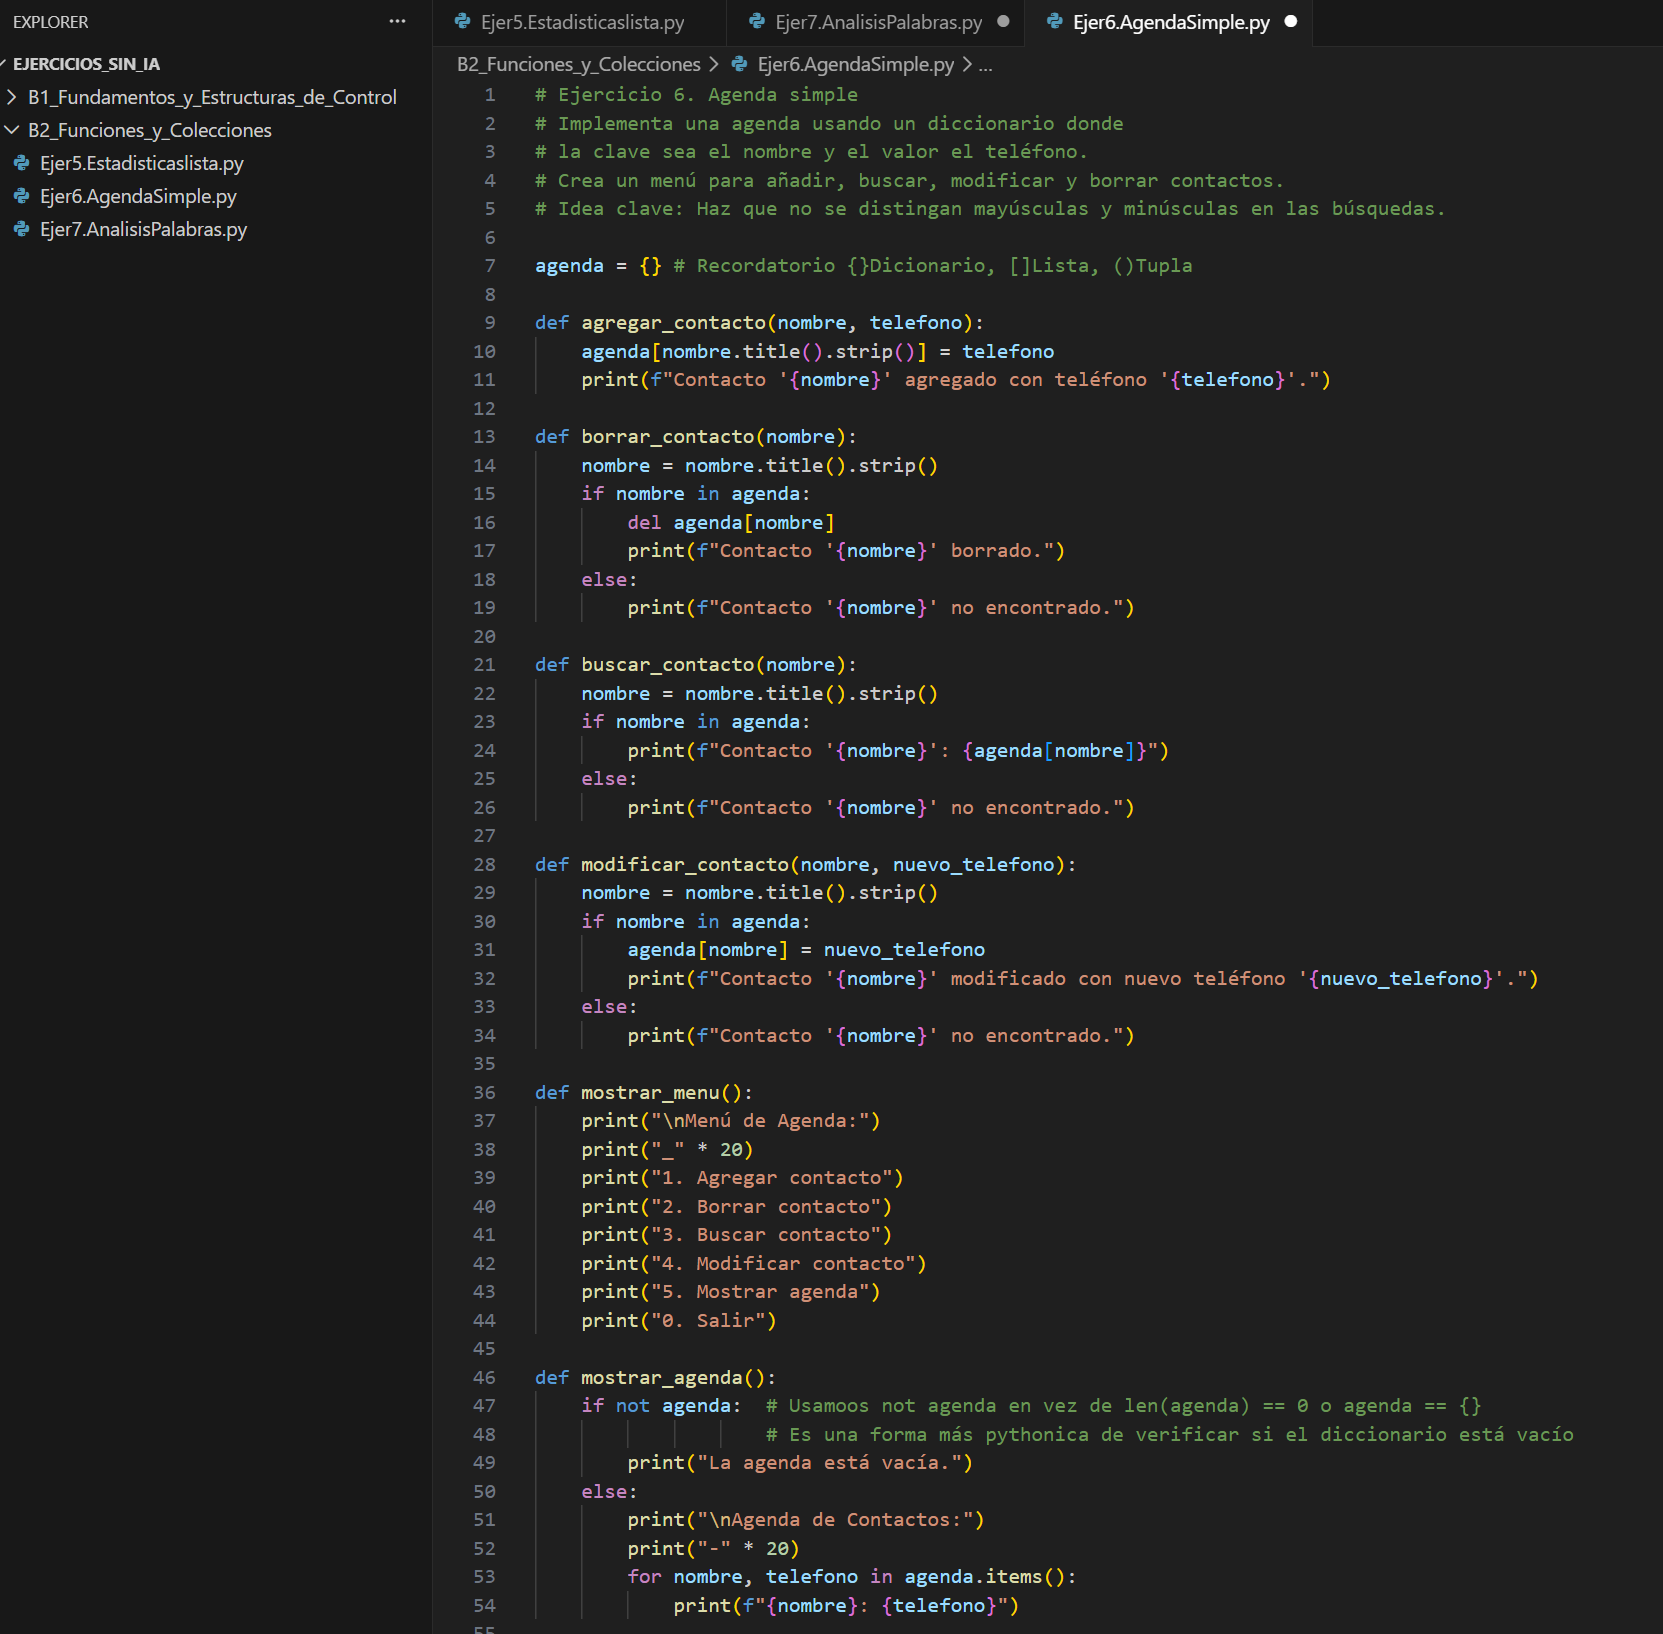 EXPLORER
EJERCICIOS_SIN_IA
B1_Fundamentos_y_Estructuras_de_Control
B2_Funciones_y_Colecciones
Ejer5.Estadisticaslista.py
Ejer6.AgendaSimple.py
Ejer7.AnalisisPalabras.py
Ejer5.Estadisticaslista.py Ejer7.AnalisisPalabras.py Ejer6.AgendaSimple.py
B2_Funciones_y_Colecciones > Ejer6.AgendaSimple.py > ...
1 # Ejercicio 6. Agenda simple
2 # Implementa una agenda usando un diccionario donde
3 # la clave sea el nombre y el valor el teléfono.
4 # Crea un menú para añadir, buscar, modificar y borrar contactos.
5 # Idea clave: Haz que no se distingan mayúsculas y minúsculas en las búsquedas.
6
7 agenda = {} # Recordatorio {}Dicionario, []Lista, ()Tupla
8
9 def agregar_contacto(nombre, telefono):
10     agenda[nombre.title().strip()] = telefono
11     print(f"Contacto '{nombre}' agregado con teléfono '{telefono}'.")
12
13 def borrar_contacto(nombre):
14     nombre = nombre.title().strip()
15     if nombre in agenda:
16         del agenda[nombre]
17         print(f"Contacto '{nombre}' borrado.")
18     else:
19         print(f"Contacto '{nombre}' no encontrado.")
20
21 def buscar_contacto(nombre):
22     nombre = nombre.title().strip()
23     if nombre in agenda:
24         print(f"Contacto '{nombre}': {agenda[nombre]}")
25     else:
26         print(f"Contacto '{nombre}' no encontrado.")
27
28 def modificar_contacto(nombre, nuevo_telefono):
29     nombre = nombre.title().strip()
30     if nombre in agenda:
31         agenda[nombre] = nuevo_telefono
32         print(f"Contacto '{nombre}' modificado con nuevo teléfono '{nuevo_telefono}'.")
33     else:
34         print(f"Contacto '{nombre}' no encontrado.")
35
36 def mostrar_menu():
37     print("\nMenú de Agenda:")
38     print("_" * 20)
39     print("1. Agregar contacto")
40     print("2. Borrar contacto")
41     print("3. Buscar contacto")
42     print("4. Modificar contacto")
43     print("5. Mostrar agenda")
44     print("0. Salir")
45
46 def mostrar_agenda():
47     if not agenda:  # Usamoos not agenda en vez de len(agenda) == 0 o agenda == {}
48                     # Es una forma más pythonica de verificar si el diccionario está vacío
49         print("La agenda está vacía.")
50     else:
51         print("\nAgenda de Contactos:")
52         print("-" * 20)
53         for nombre, telefono in agenda.items():
54             print(f"{nombre}: {telefono}")
55